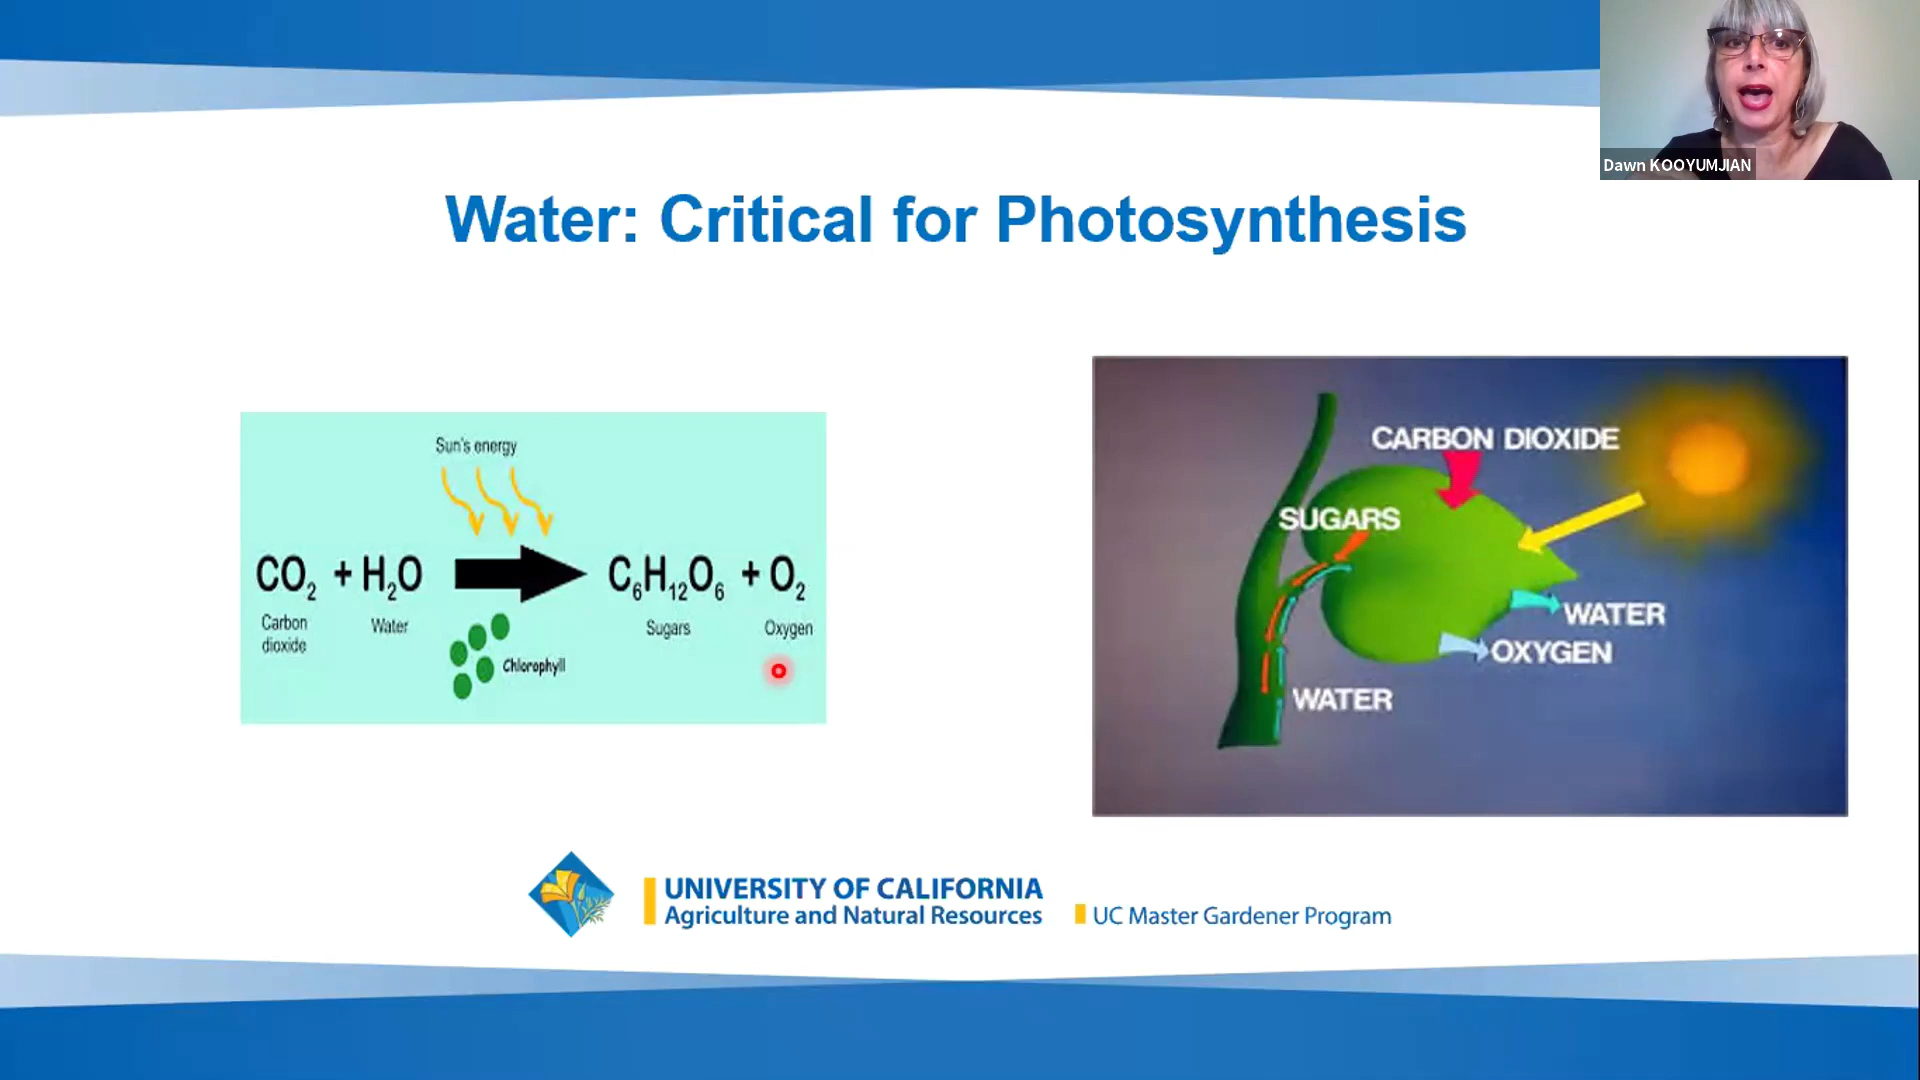 Dawn KOOYUMJIAN
Water: Critical for Photosynthesis
Sun's energy
CO₂ + H₂O C₆H₁₂O₆ + O₂
Carbon dioxide
Water
Sugars
Oxygen
Chlorophyll
CARBON DIOXIDE
SUGARS
WATER
OXYGEN
WATER
UNIVERSITY OF CALIFORNIA
Agriculture and Natural Resources
UC Master Gardener Program